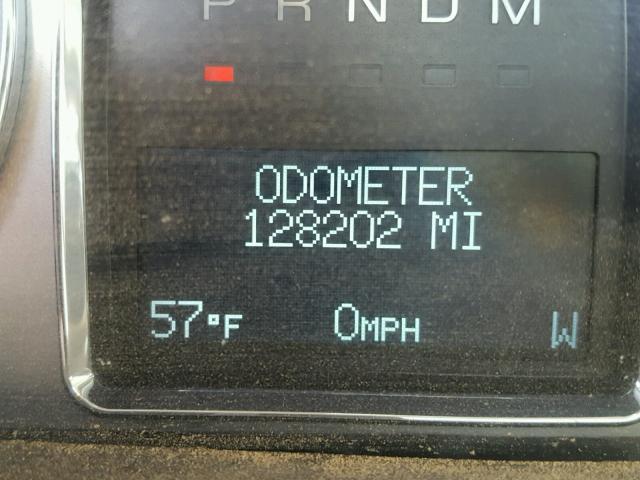 P R N D M
ODOMETER
128202 MI
57°F 0MPH W